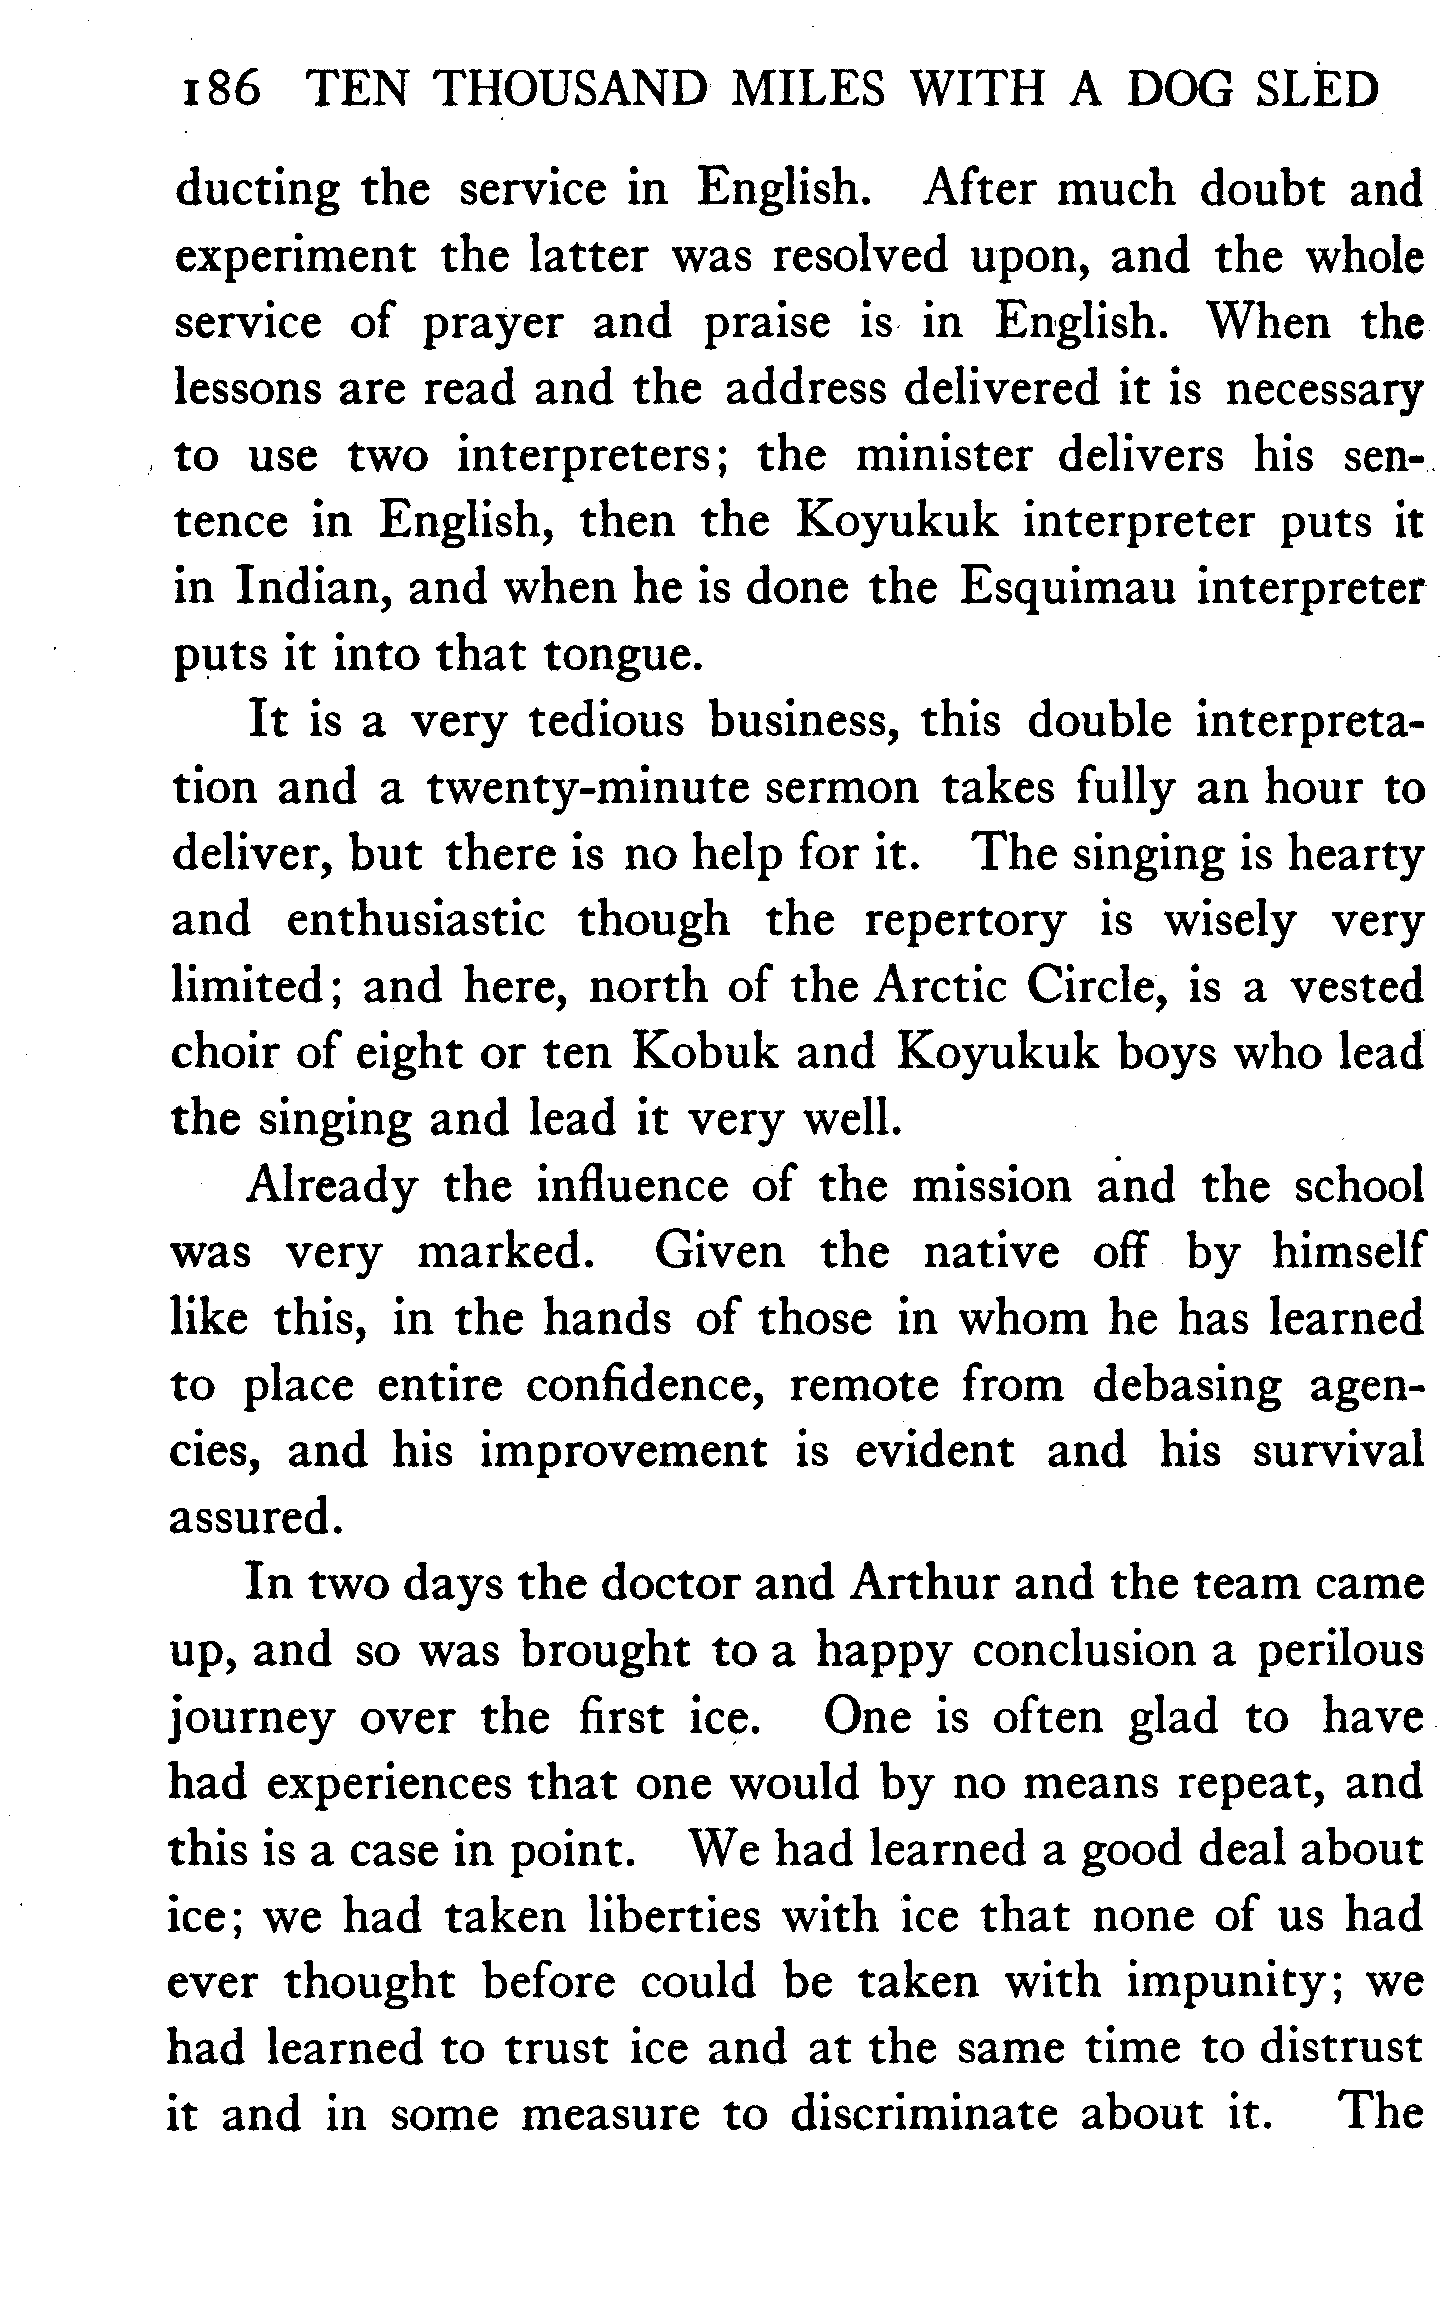 186 TEN THOUSAND MILES WITH A DOG SLED
ducting the service in English. After much doubt and
experiment the latter was resolved upon, and the whole
service of prayer and praise is in English. When the
lessons are read and the address delivered it is necessary
to use two interpreters; the minister delivers his sen-
tence in English, then the Koyukuk interpreter puts it
in Indian, and when he is done the Esquimau interpreter
puts it into that tongue.
It is a very tedious business, this double interpreta-
tion and a twenty-minute sermon takes fully an hour to
deliver, but there is no help for it. The singing is hearty
and enthusiastic though the repertory is wisely very
limited; and here, north of the Arctic Circle, is a vested
choir of eight or ten Kobuk and Koyukuk boys who lead
the singing and lead it very well.
Already the influence of the mission and the school
was very marked. Given the native off by himself
like this, in the hands of those in whom he has learned
to place entire confidence, remote from debasing agen-
cies, and his improvement is evident and his survival
assured.
In two days the doctor and Arthur and the team came
up, and so was brought to a happy conclusion a perilous
journey over the first ice. One is often glad to have
had experiences that one would by no means repeat, and
this is a case in point. We had learned a good deal about
ice; we had taken liberties with ice that none of us had
ever thought before could be taken with impunity; we
had learned to trust ice and at the same time to distrust
it and in some measure to discriminate about it. The